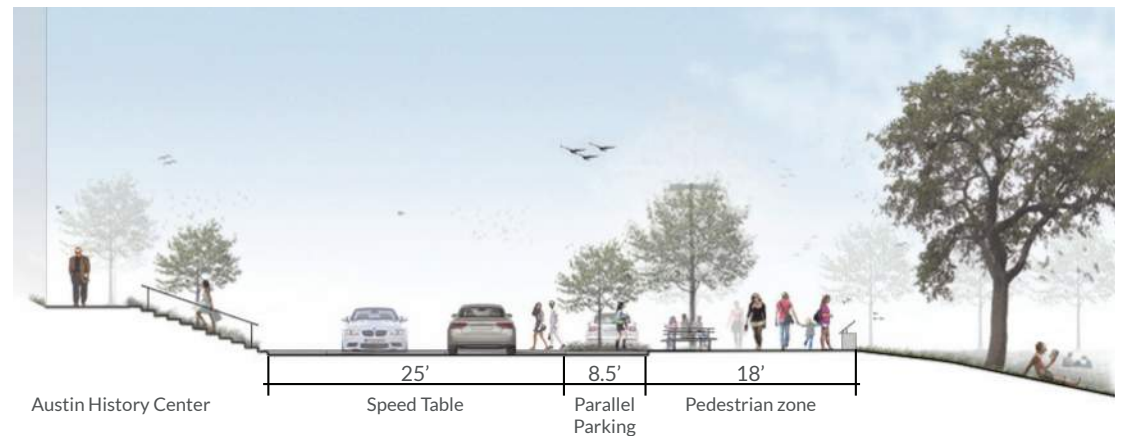 25’
8.5’
18’
Austin History Center
Speed Table
Parallel
Parking
Pedestrian zone